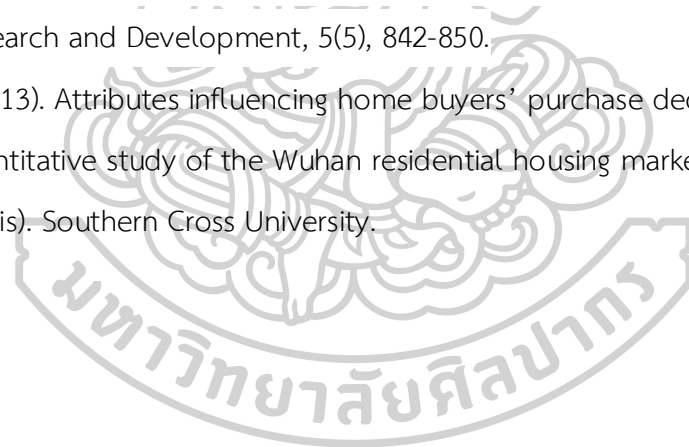 earch and Development, 5(5), 842-850.
13). Attributes influencing home buyers’ purchase dec
ntitative study of the Wuhan residential housing marke
is). Southern Cross University.
มหาวิทยาลัยศิลปากร